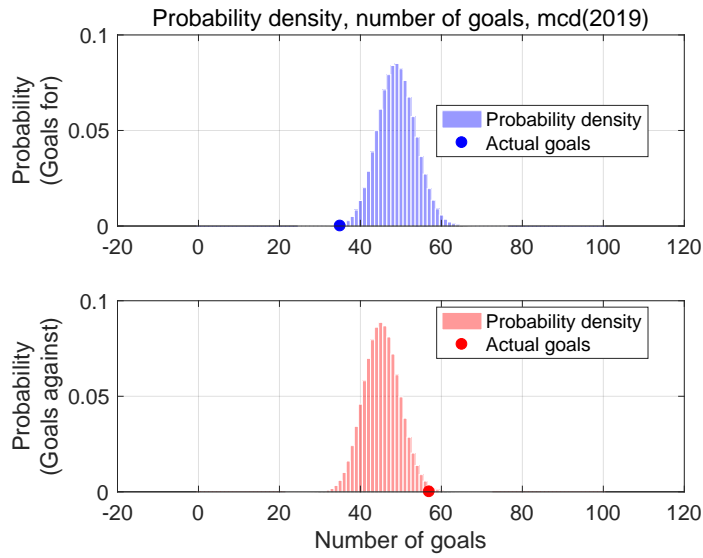 Probability density, number of goals, mcd(2019)
0.1
0.05
0
Probability
(Goals for)
Probability density
Actual goals
-20 0 20 40 60 80 100 120
0.1
0.05
0
Probability
(Goals against)
Probability density
Actual goals
-20 0 20 40 60 80 100 120
Number of goals